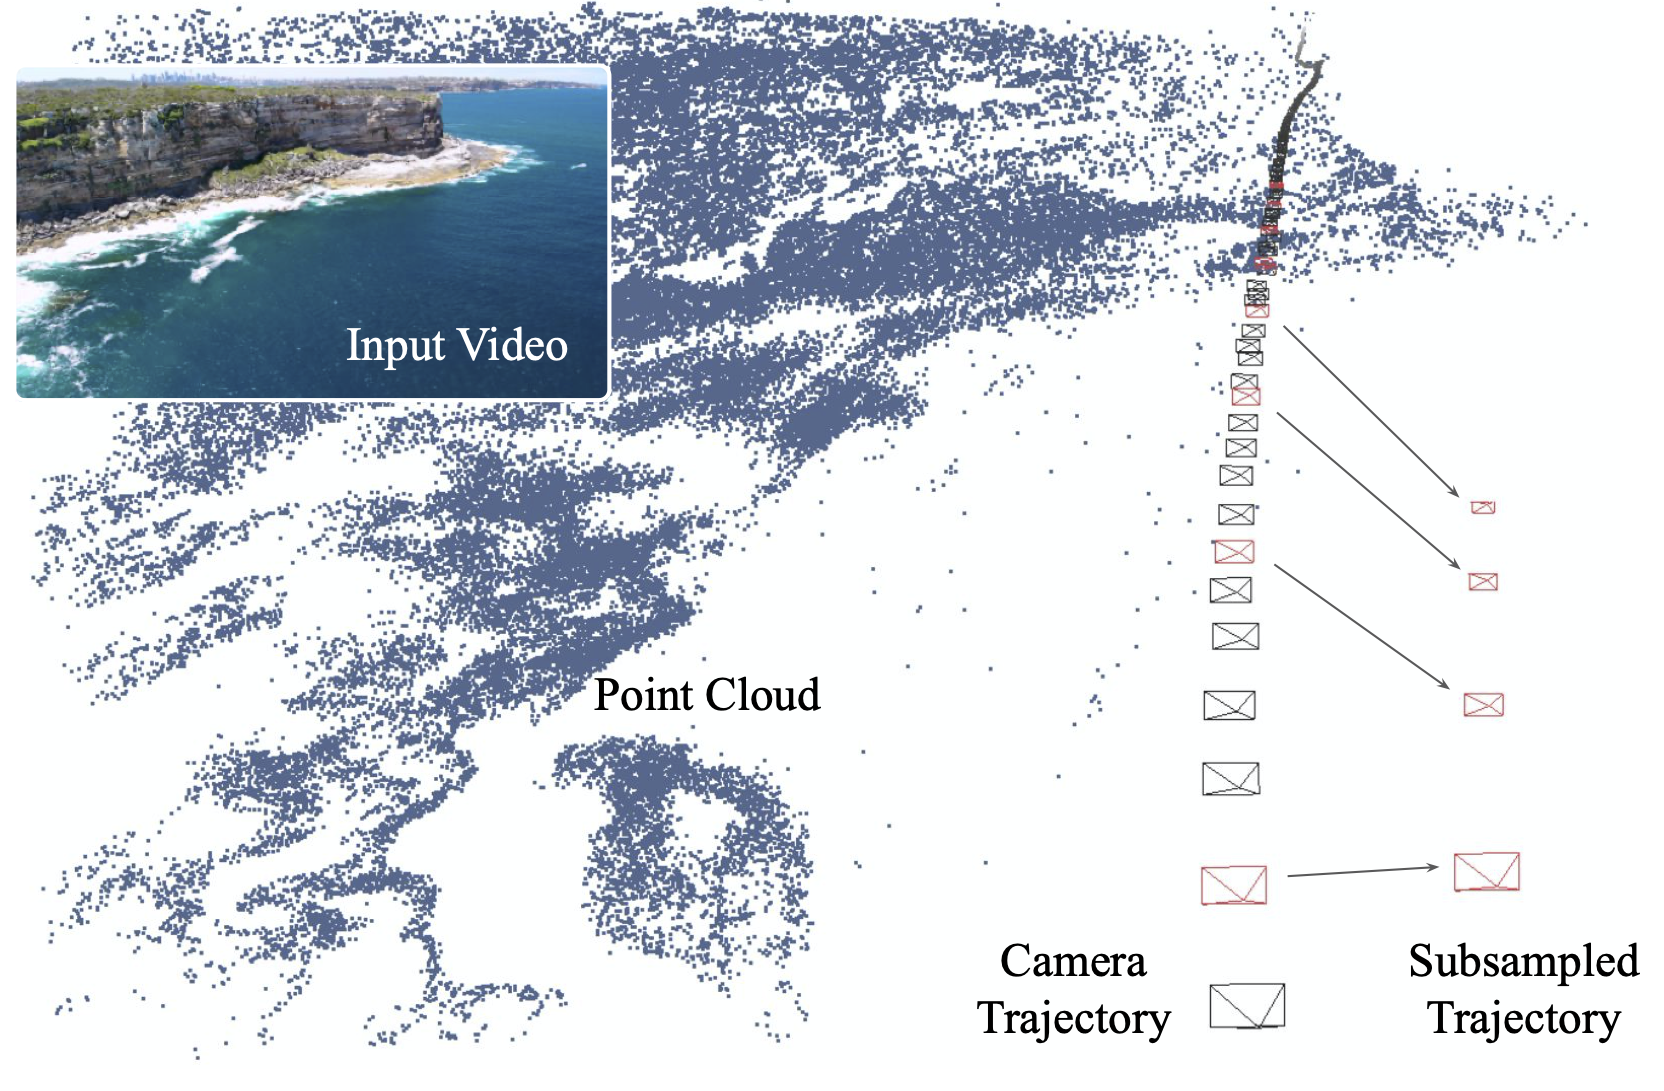 Input Video
Point Cloud
Camera
Trajectory
Subsampled
Trajectory